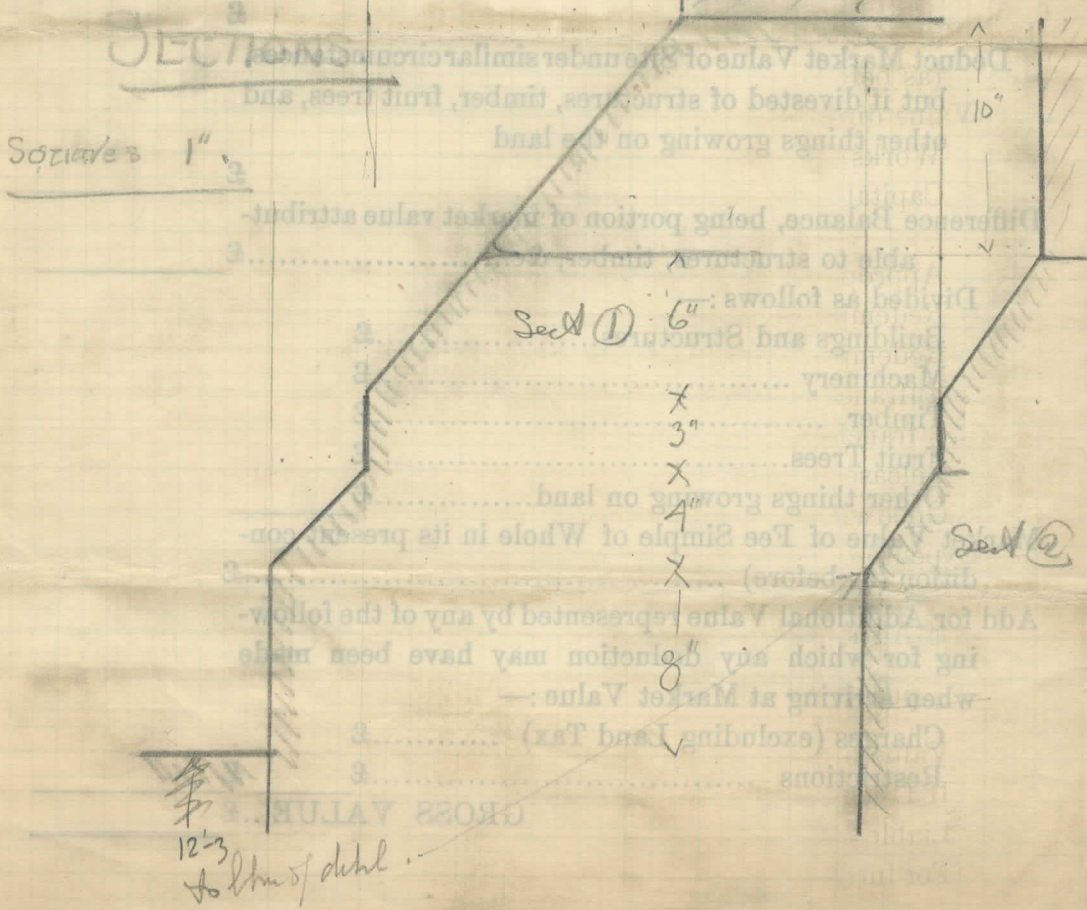 SECTIONS
Squares 1".
10"
Sect ① 6"
3"
4"
Sect ②
8"
12'-3
to of
£
Deduct Market Value of Site under similar circumstances
but if divested of structures, timber, fruit trees, and
other things growing on the land
£
Difference Balance, being portion of market value attribut-
able to structures, timber, &c. £
Divided as follows:—
Buildings and Structures £
Machinery £
Timber £
Fruit Trees £
Other things growing on land £
Market Value of Fee Simple of Whole in its present con-
dition (as before) £
Add for Additional Value represented by any of the follow-
ing for which any deduction may have been made
when arriving at Market Value:—
Charges (excluding Land Tax) £
Restrictions £
GROSS VALUE...£